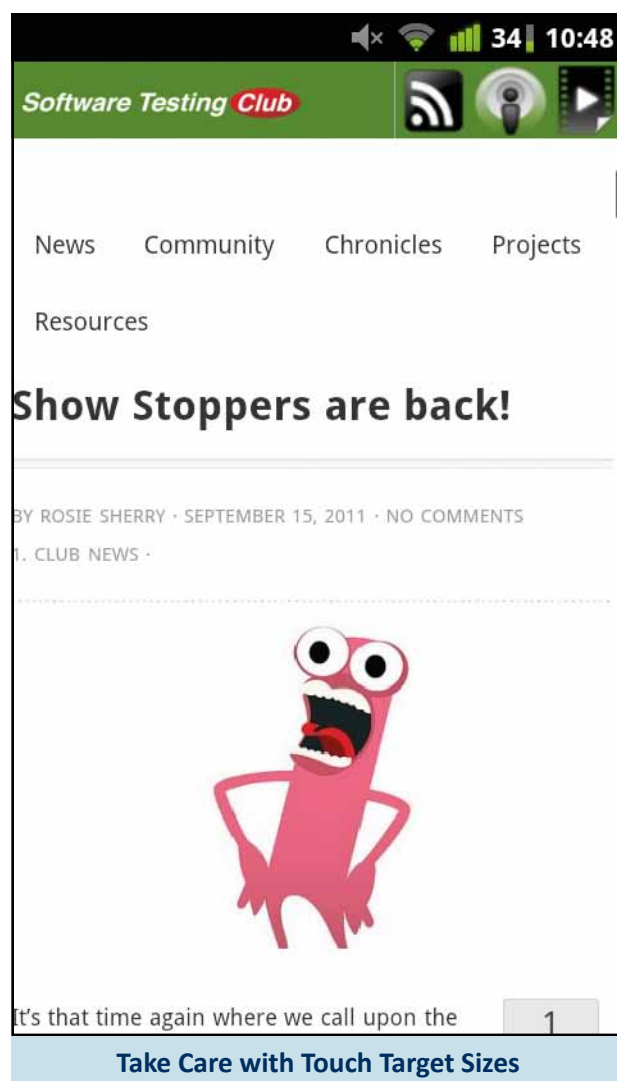 34 10:48
Software Testing Club
News Community Chronicles Projects
Resources
Show Stoppers are back!
BY ROSIE SHERRY · SEPTEMBER 15, 2011 · NO COMMENTS
1. CLUB NEWS ·
It's that time again where we call upon the
1
Take Care with Touch Target Sizes